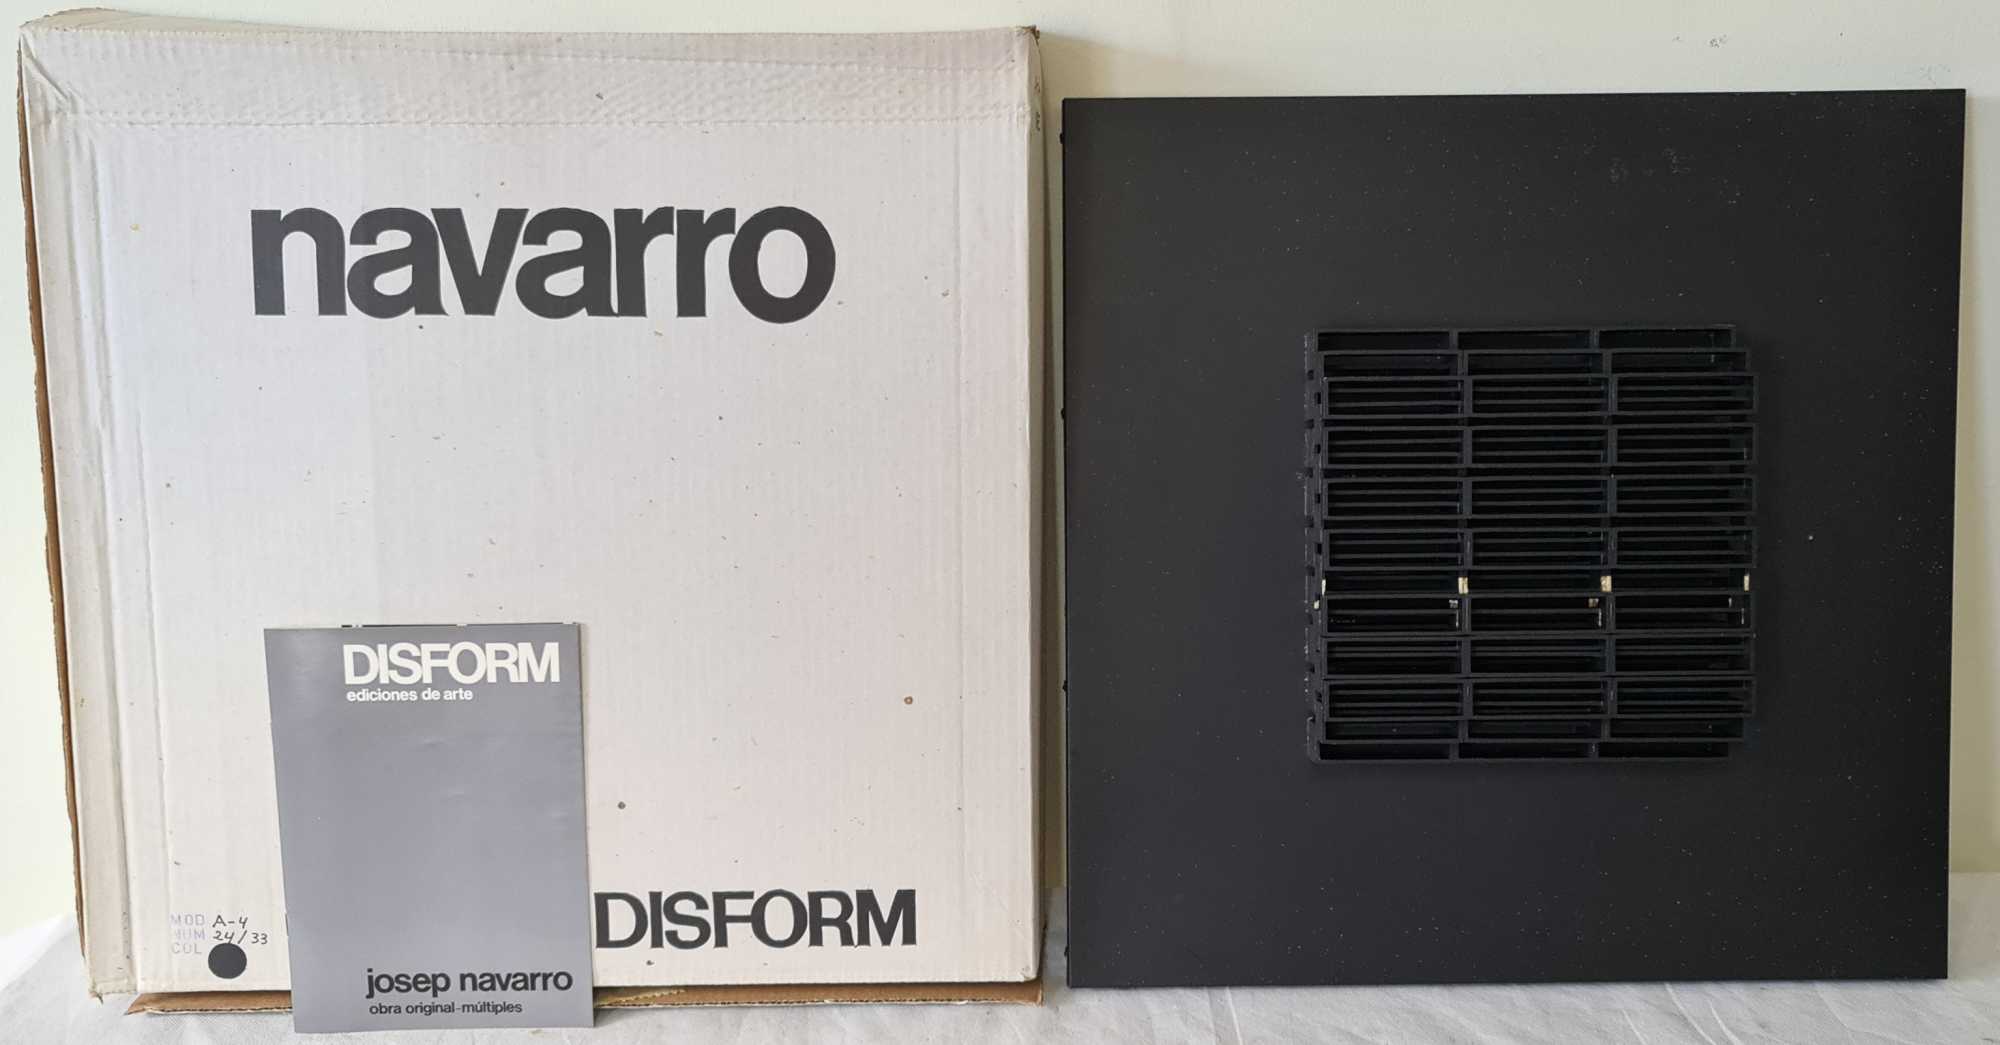 navarro
DISFORM
ediciones de arte
josep navarro
obra original-múltiples
DISFORM
MOD A-4
NUM 24/33
COL